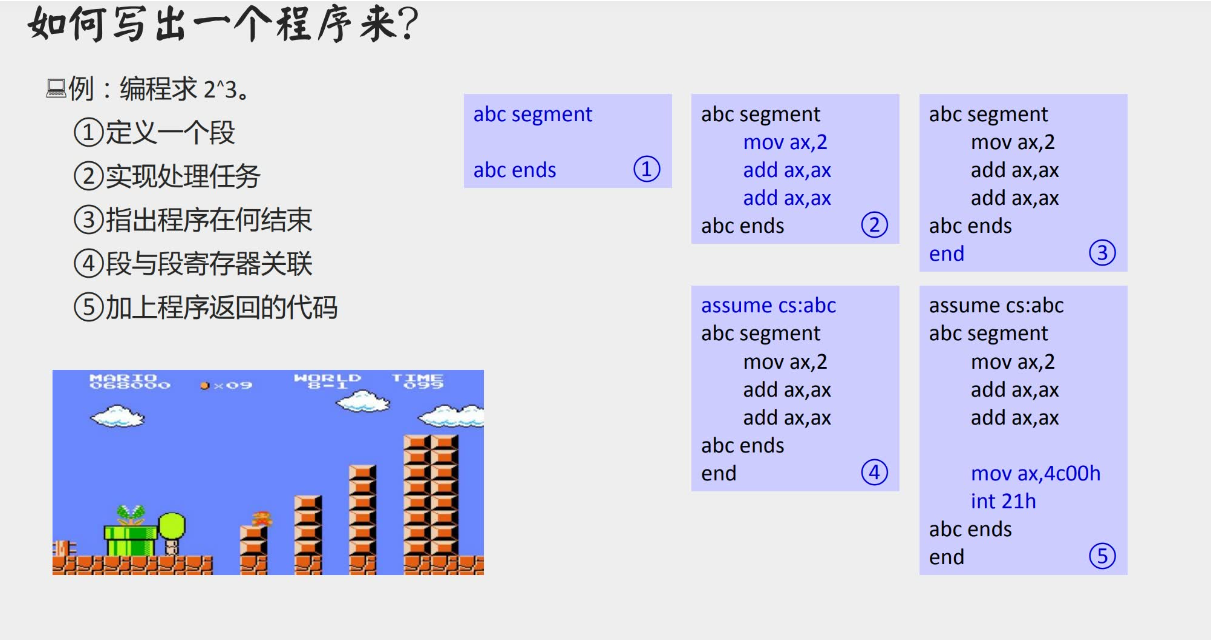 如何写出一个程序来?
例：编程求 2^3。
①定义一个段
②实现处理任务
③指出程序在何结束
④段与段寄存器关联
⑤加上程序返回的代码
abc segment
abc ends ①
abc segment
mov ax,2
add ax,ax
add ax,ax
abc ends ②
abc segment
mov ax,2
add ax,ax
add ax,ax
abc ends
end ③
assume cs:abc
abc segment
mov ax,2
add ax,ax
add ax,ax
abc ends
end ④
assume cs:abc
abc segment
mov ax,2
add ax,ax
add ax,ax
mov ax,4c00h
int 21h
abc ends
end ⑤
MARIO WORLD TIME
068000 ×09 8-1 099